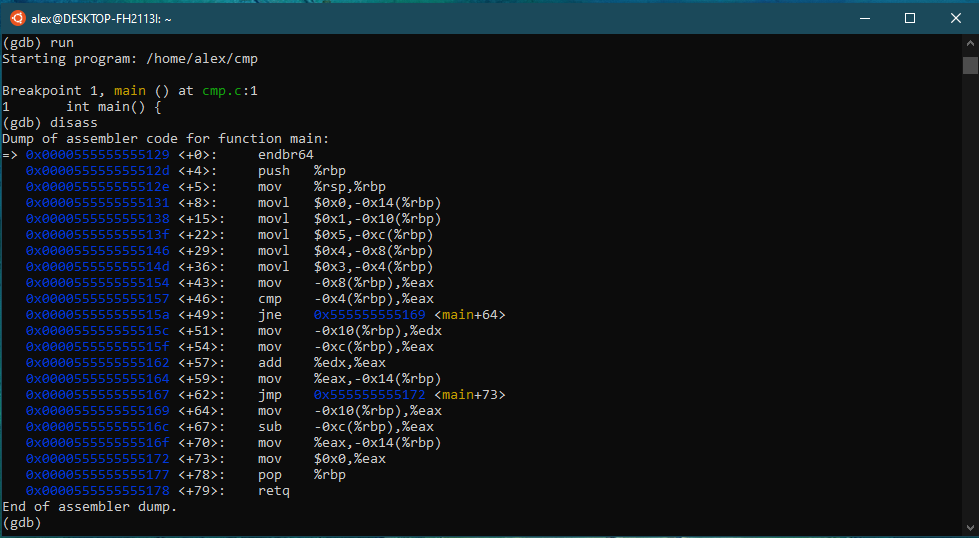 alex@DESKTOP-FH2113l: ~
(gdb) run
Starting program: /home/alex/cmp
Breakpoint 1, main () at cmp.c:1
1       int main() {
(gdb) disass
Dump of assembler code for function main:
=> 0x0000555555555129 <+0>:     endbr64
   0x000055555555512d <+4>:     push   %rbp
   0x000055555555512e <+5>:     mov    %rsp,%rbp
   0x0000555555555131 <+8>:     movl   $0x0,-0x14(%rbp)
   0x0000555555555138 <+15>:    movl   $0x1,-0x10(%rbp)
   0x000055555555513f <+22>:    movl   $0x5,-0xc(%rbp)
   0x0000555555555146 <+29>:    movl   $0x4,-0x8(%rbp)
   0x000055555555514d <+36>:    movl   $0x3,-0x4(%rbp)
   0x0000555555555154 <+43>:    mov    -0x8(%rbp),%eax
   0x0000555555555157 <+46>:    cmp    -0x4(%rbp),%eax
   0x000055555555515a <+49>:    jne    0x555555555169 <main+64>
   0x000055555555515c <+51>:    mov    -0x10(%rbp),%edx
   0x000055555555515f <+54>:    mov    -0xc(%rbp),%eax
   0x0000555555555162 <+57>:    add    %edx,%eax
   0x0000555555555164 <+59>:    mov    %eax,-0x14(%rbp)
   0x0000555555555167 <+62>:    jmp    0x555555555172 <main+73>
   0x0000555555555169 <+64>:    mov    -0x10(%rbp),%eax
   0x000055555555516c <+67>:    sub    -0xc(%rbp),%eax
   0x000055555555516f <+70>:    mov    %eax,-0x14(%rbp)
   0x0000555555555172 <+73>:    mov    $0x0,%eax
   0x0000555555555177 <+78>:    pop    %rbp
   0x0000555555555178 <+79>:    retq
End of assembler dump.
(gdb)